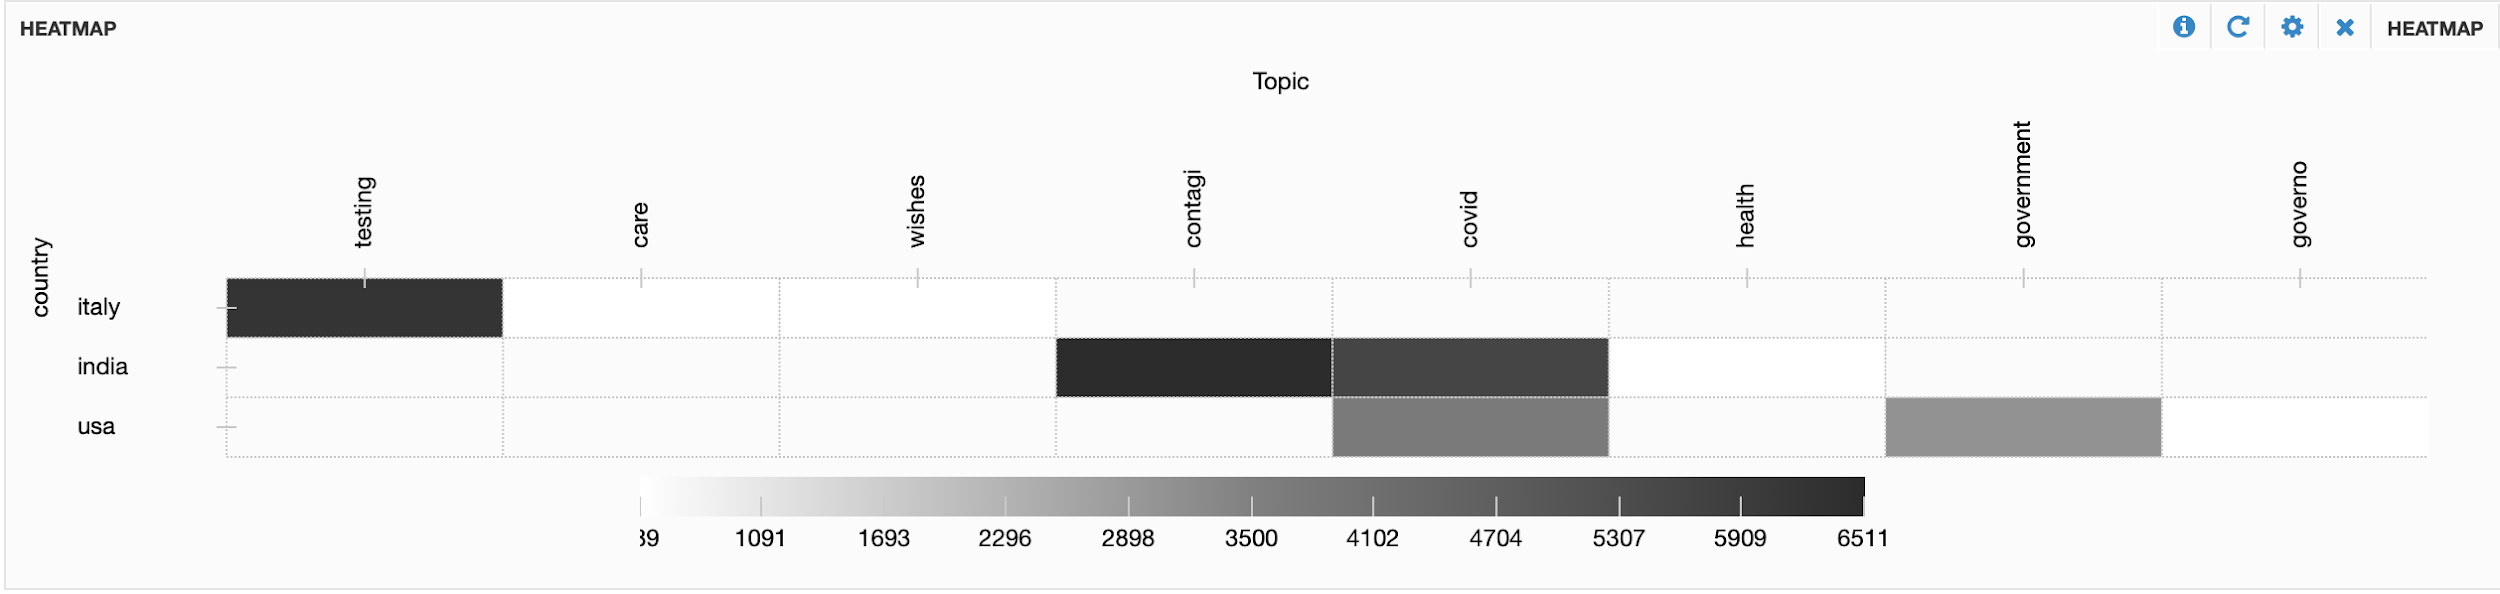 HEATMAP
HEATMAP
Topic
testing
care
wishes
contagi
covid
health
government
governo
country
italy
india
usa
39 1091 1693 2296 2898 3500 4102 4704 5307 5909 6511